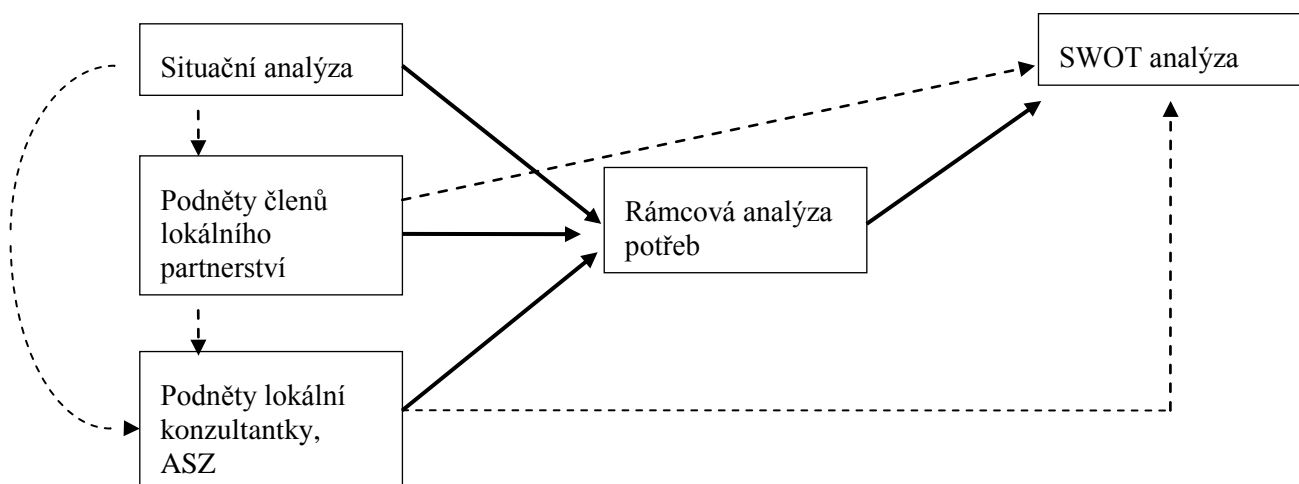 Situační analýza
SWOT analýza
Podněty členů
lokálního
partnerství
Rámcová analýza
potřeb
Podněty lokální
konzultantky,
ASZ